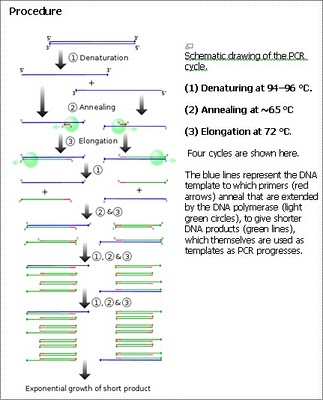 Procedure
5' 3'
3' 5'
① Denaturation
+
② Annealing
③ Elongation
①
+ +
② & ③
①, ② & ③
①, ② & ③
Exponential growth of short product
Schematic drawing of the PCR
cycle.
(1) Denaturing at 94–96 °C.
(2) Annealing at ~65 °C
(3) Elongation at 72 °C.
Four cycles are shown here.
The blue lines represent the DNA
template to which primers (red
arrows) anneal that are extended
by the DNA polymerase (light
green circles), to give shorter
DNA products (green lines),
which themselves are used as
templates as PCR progresses.